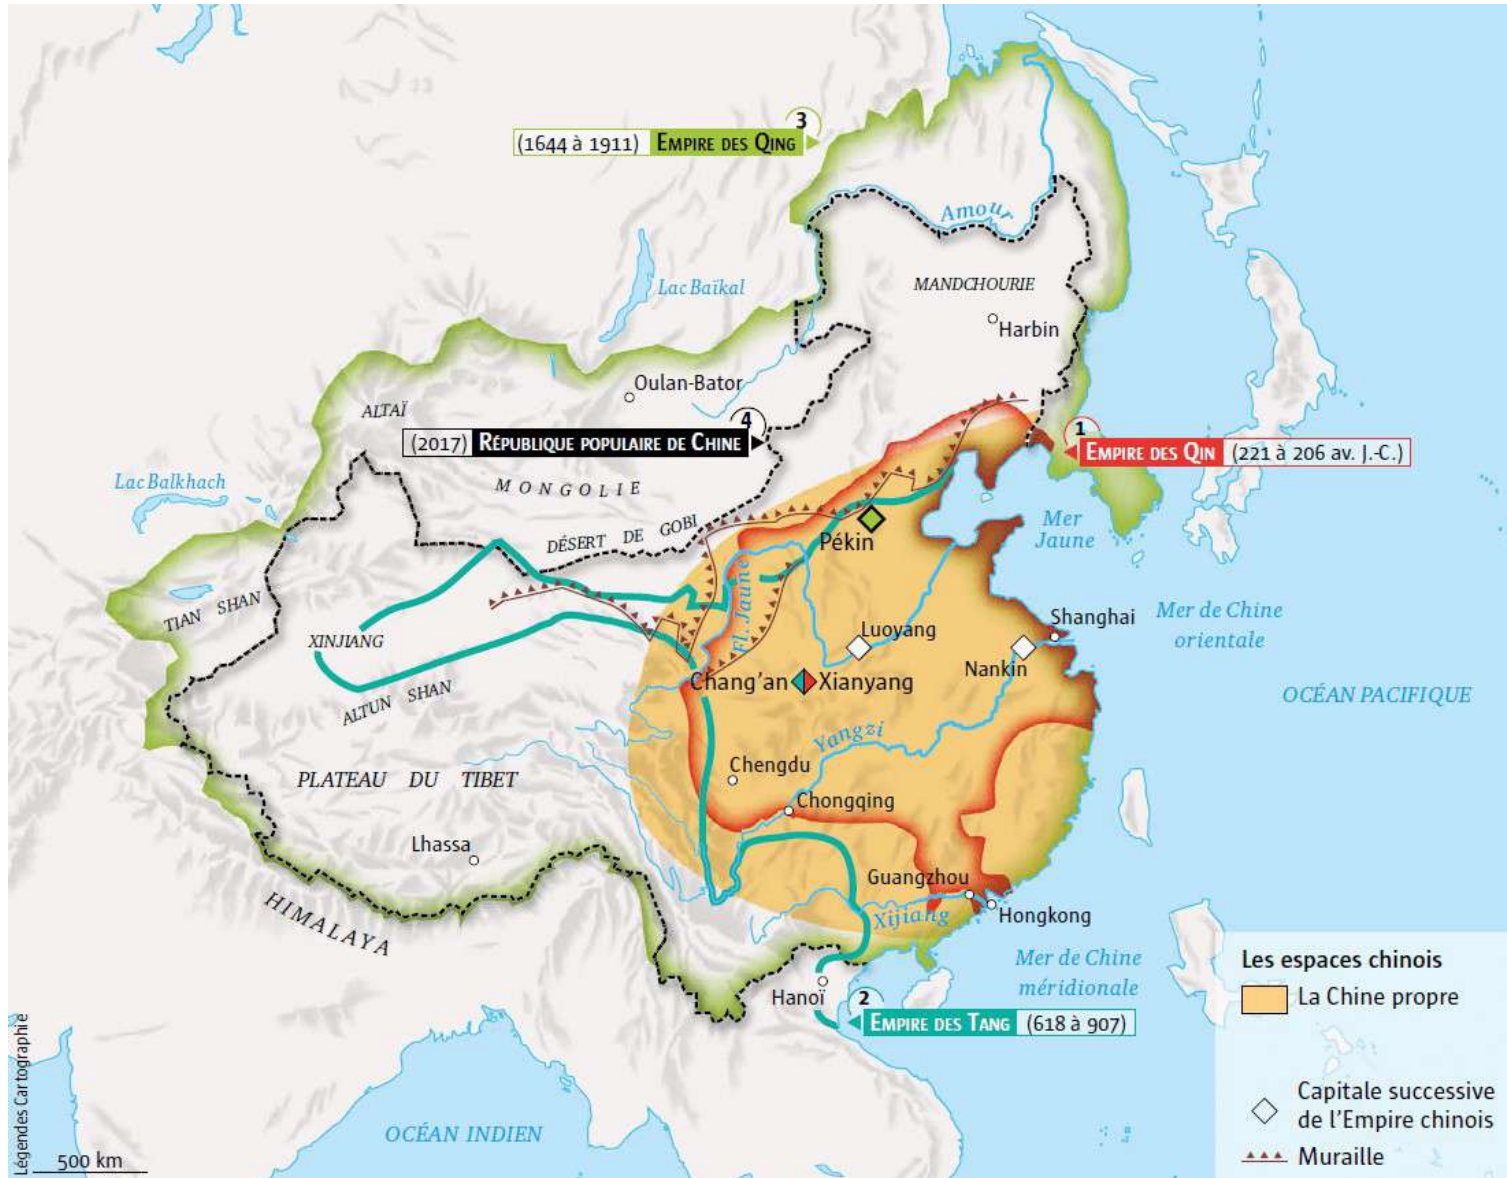 3
(1644 à 1911) EMPIRE DES QING
Amour
MANDCHOURIE
Lac Baïkal
Harbin
Oulan-Bator
ALTAÏ
4
(2017) RÉPUBLIQUE POPULAIRE DE CHINE
1
EMPIRE DES QIN (221 à 206 av. J.-C.)
Lac Balkhach
MONGOLIE
DÉSERT DE GOBI
Mer
Jaune
Pékin
TIAN SHAN
Fl. Jaune
Shanghai
Mer de Chine
orientale
XINJIANG
Luoyang
Nankin
Chang'an
Xianyang
ALTUN SHAN
OCÉAN PACIFIQUE
Yangzi
PLATEAU DU TIBET
Chengdu
Chongqing
Lhassa
Guangzhou
HIMALAYA
Xijiang
Hongkong
Mer de Chine
méridionale
Hanoï
2
EMPIRE DES TANG (618 à 907)
Les espaces chinois
La Chine propre
Capitale successive
de l'Empire chinois
Muraille
OCÉAN INDIEN
500 km
Légendes Cartographie